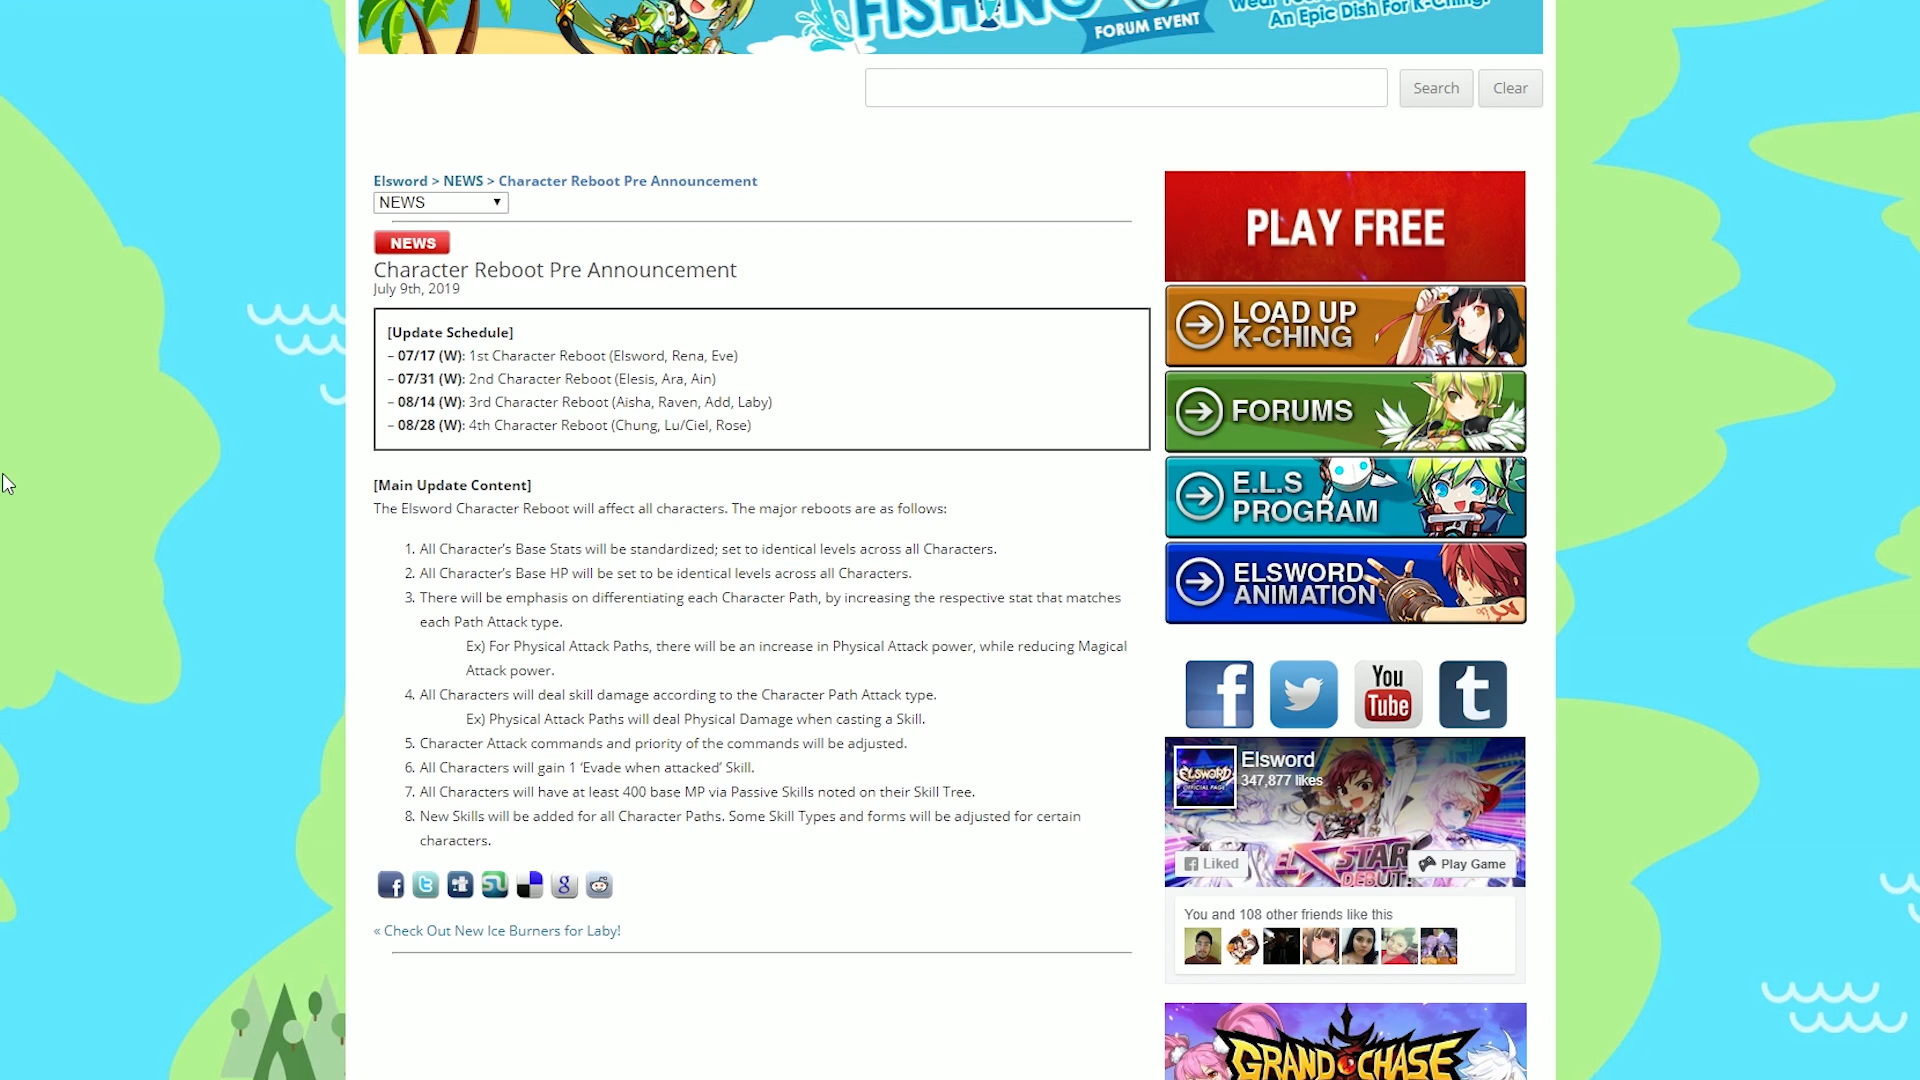 FISHING
FORUM EVENT
An Epic Dish For K-Ching!
Search
Clear
Elsword > NEWS > Character Reboot Pre Announcement
NEWS
NEWS
Character Reboot Pre Announcement
July 9th, 2019
[Update Schedule]
– 07/17 (W): 1st Character Reboot (Elsword, Rena, Eve)
– 07/31 (W): 2nd Character Reboot (Elesis, Ara, Ain)
– 08/14 (W): 3rd Character Reboot (Aisha, Raven, Add, Laby)
– 08/28 (W): 4th Character Reboot (Chung, Lu/Ciel, Rose)
[Main Update Content]
The Elsword Character Reboot will affect all characters. The major reboots are as follows:
1. All Character's Base Stats will be standardized; set to identical levels across all Characters.
2. All Character's Base HP will be set to be identical levels across all Characters.
3. There will be emphasis on differentiating each Character Path, by increasing the respective stat that matches
each Path Attack type.
Ex) For Physical Attack Paths, there will be an increase in Physical Attack power, while reducing Magical
Attack power.
4. All Characters will deal skill damage according to the Character Path Attack type.
Ex) Physical Attack Paths will deal Physical Damage when casting a Skill.
5. Character Attack commands and priority of the commands will be adjusted.
6. All Characters will gain 1 ‘Evade when attacked’ Skill.
7. All Characters will have at least 400 base MP via Passive Skills noted on their Skill Tree.
8. New Skills will be added for all Character Paths. Some Skill Types and forms will be adjusted for certain
characters.
« Check Out New Ice Burners for Laby!
PLAY FREE
LOAD UP
K-CHING
FORUMS
E.L.S
PROGRAM
ELSWORD
ANIMATION
You
Tube
Elsword
347,877 likes
ELSWORD
OFFICIAL PAGE
EL STAR
DEBUT!
Liked
Play Game
You and 108 other friends like this
GRAND CHASE